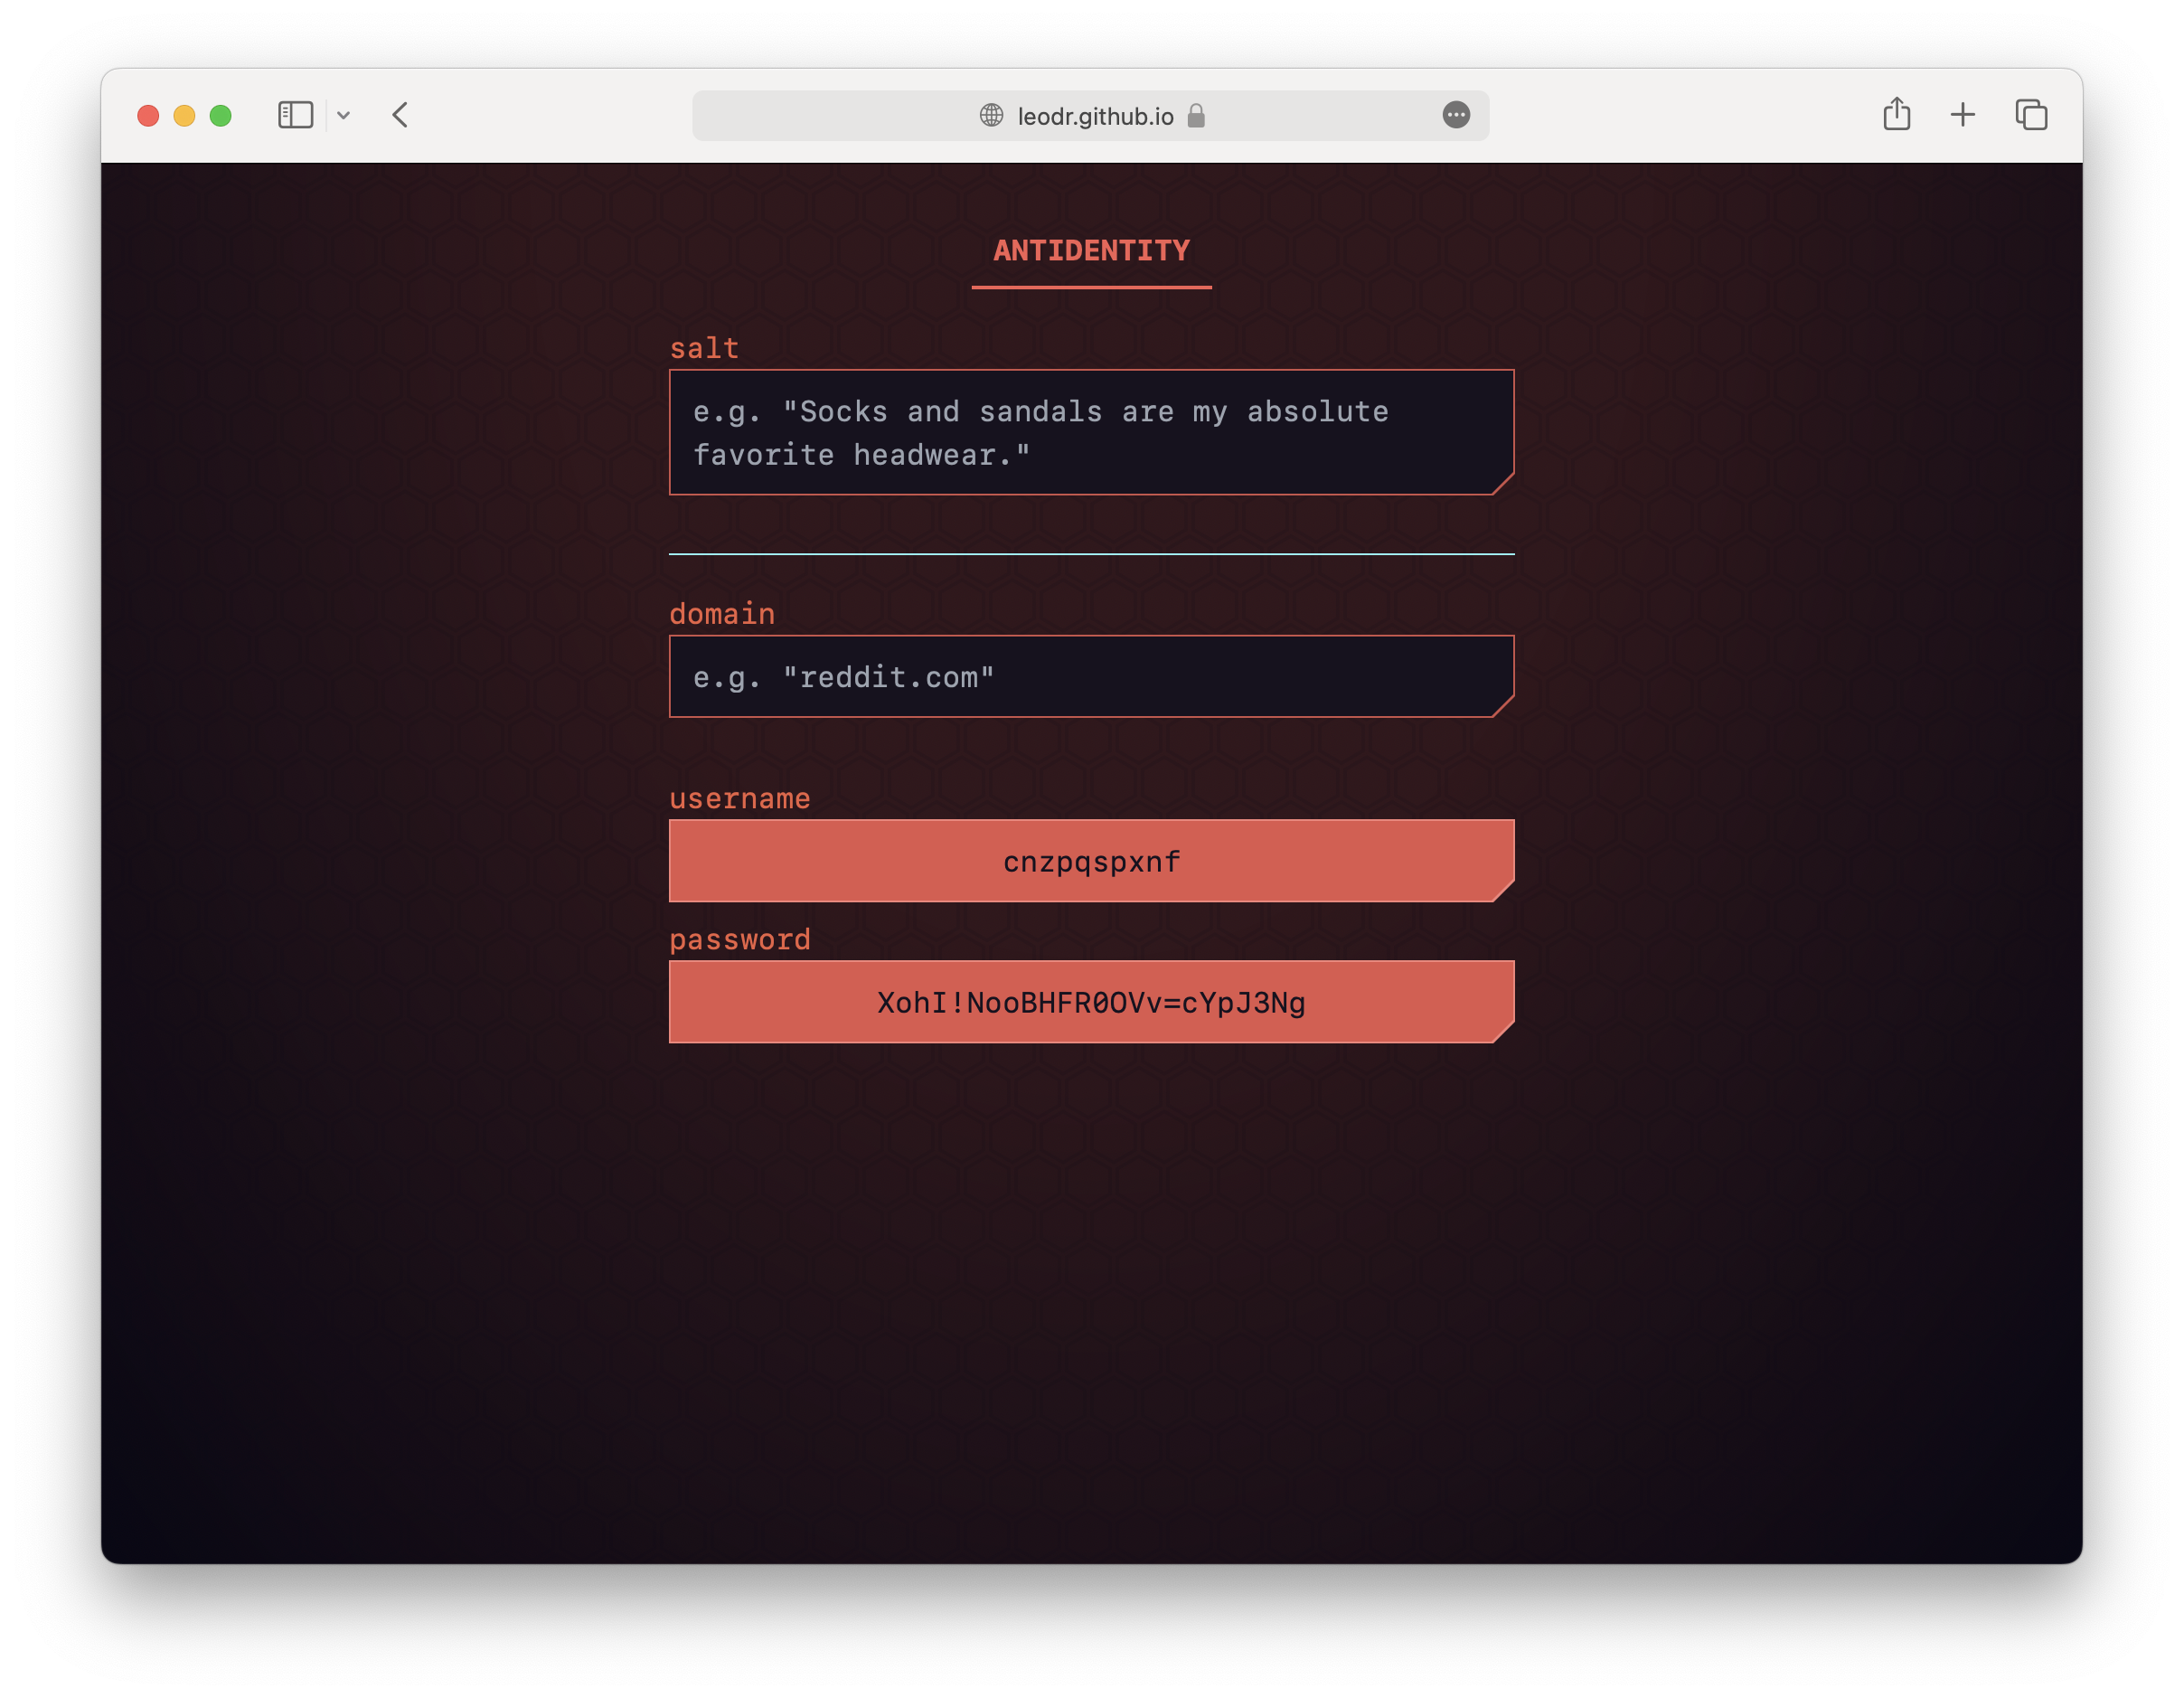 leodr.github.io
ANTIDENTITY
salt
e.g. "Socks and sandals are my absolute
favorite headwear."
domain
e.g. "reddit.com"
username
cnzpqspxnf
password
XohI!NooBHFR0OVv=cYpJ3Ng